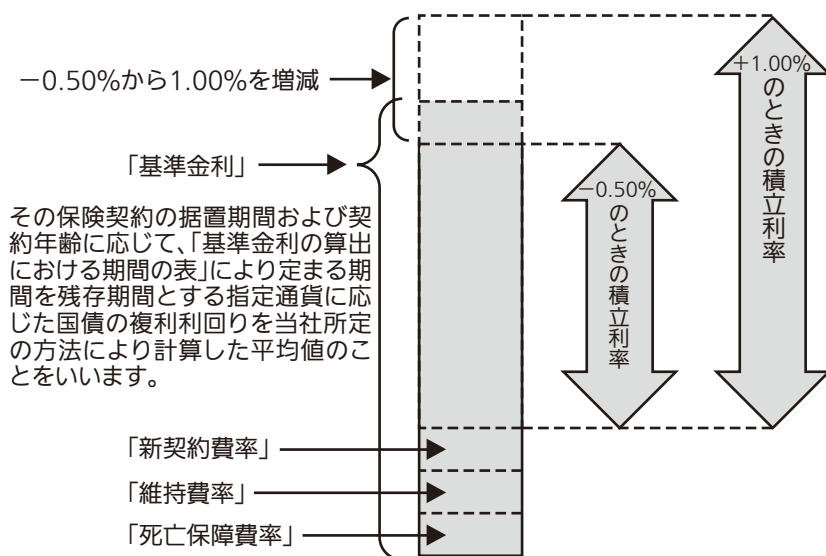 －0.50%から1.00%を増減
「基準金利」
その保険契約の据置期間および契
約年齢に応じて、「基準金利の算出
における期間の表」により定まる期
間を残存期間とする指定通貨に応
じた国債の複利利回りを当社所定
の方法により計算した平均値のこ
とをいいます。
「新契約費率」
「維持費率」
「死亡保障費率」
－0.50%
のときの積立利率
＋1.00%
のときの積立利率